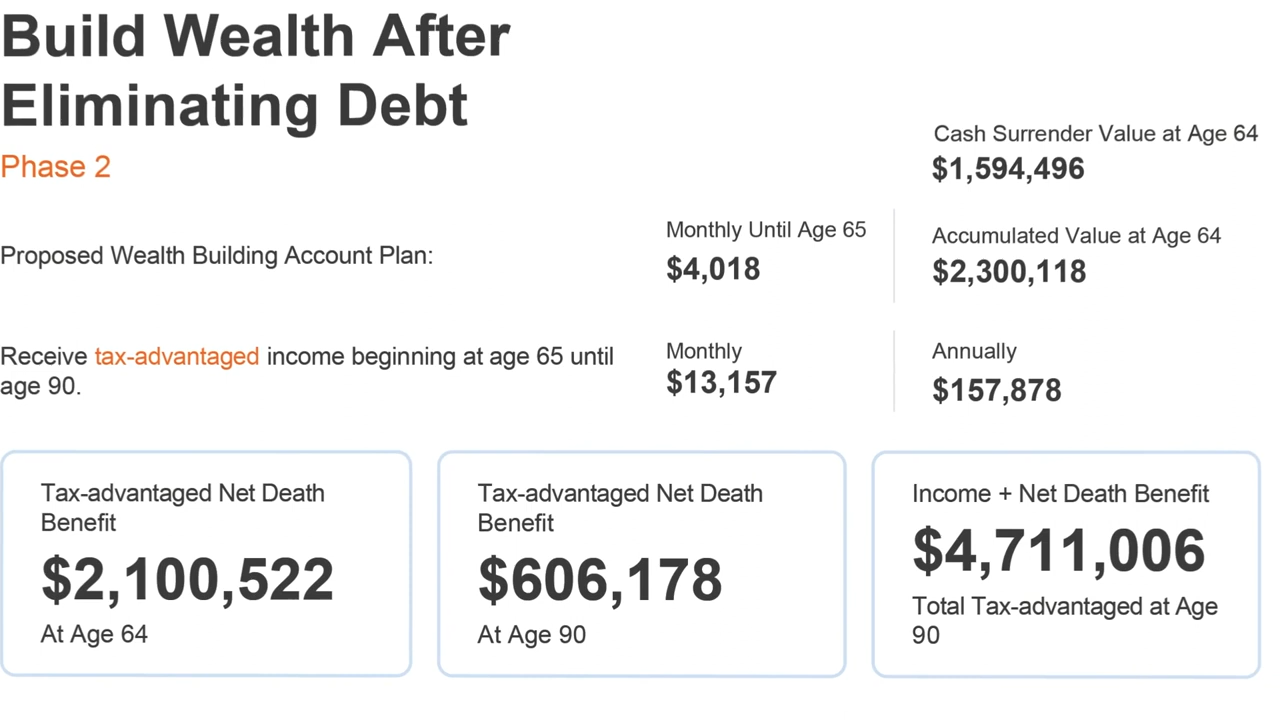 Build Wealth After
Eliminating Debt
Phase 2
Cash Surrender Value at Age 64
$1,594,496
Proposed Wealth Building Account Plan:
Monthly Until Age 65
$4,018
Accumulated Value at Age 64
$2,300,118
Receive tax-advantaged income beginning at age 65 until
age 90.
Monthly
$13,157
Annually
$157,878
Tax-advantaged Net Death
Benefit
$2,100,522
At Age 64
Tax-advantaged Net Death
Benefit
$606,178
At Age 90
Income + Net Death Benefit
$4,711,006
Total Tax-advantaged at Age
90